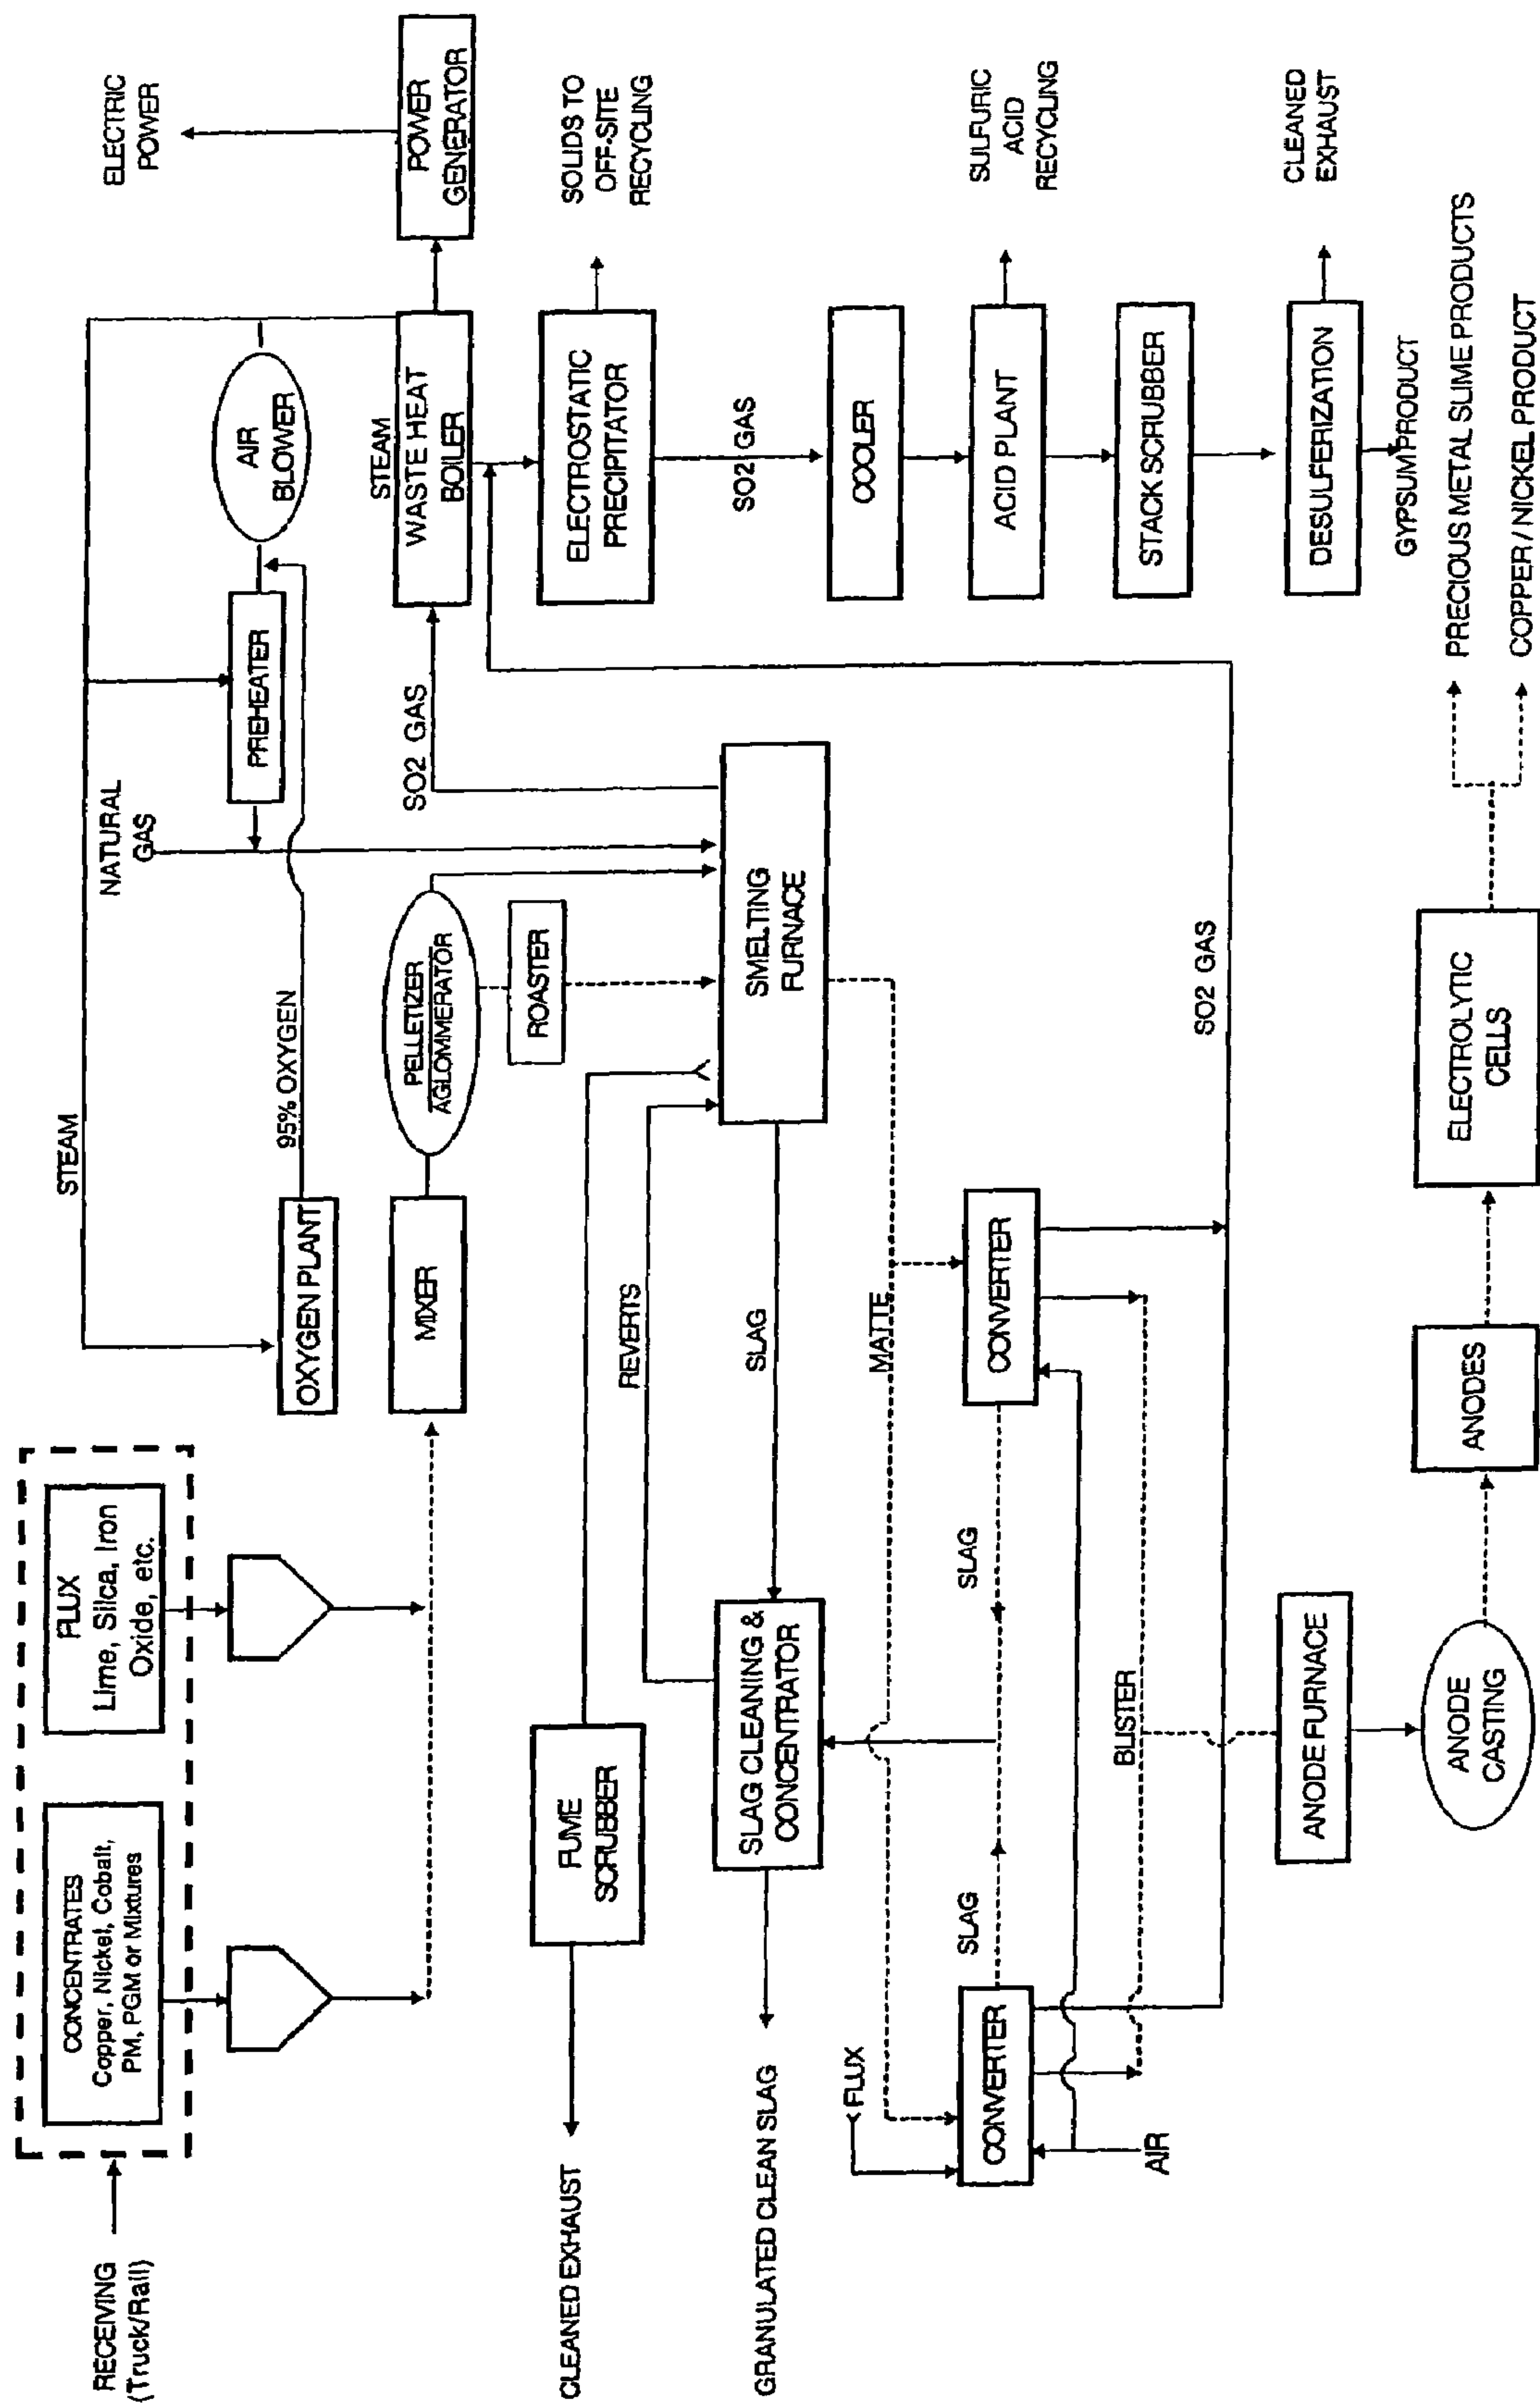 RECEIVING
(Truck/Rail)
CONCENTRATES
Copper, Nickel, Cobalt,
PM, PGM or Mixtures
FLUX
Lime, Silca, Iron
Oxide, etc.
STEAM
NATURAL
GAS
ELECTRIC
POWER
OXYGEN PLANT
95% OXYGEN
PREHEATER
AIR
BLOWER
MIXER
PELLETIZER
AGLOMMERATOR
ROASTER
SO2 GAS
STEAM
WASTE HEAT
BOILER
POWER
GENERATOR
CLEANED EXHAUST
FUME
SCRUBBER
REVERTS
ELECTROSTATIC
PRECIPITATOR
SOLIDS TO
OFF-SITE
RECYCLING
GRANULATED CLEAN SLAG
SLAG CLEANING &
CONCENTRATOR
SLAG
SMELTING
FURNACE
SO2 GAS
COOLER
FLUX
MATTE
CONVERTER
SLAG
SLAG
CONVERTER
ACID PLANT
SULFURIC
ACID
RECYCLING
AIR
BLISTER
STACK SCRUBBER
SO2 GAS
ANODE FURNACE
DESULFERIZATION
CLEANED
EXHAUST
GYPSUM PRODUCT
ANODE
CASTING
ANODES
ELECTROLYTIC
CELLS
PRECIOUS METAL SLIME PRODUCTS
COPPER / NICKEL PRODUCT